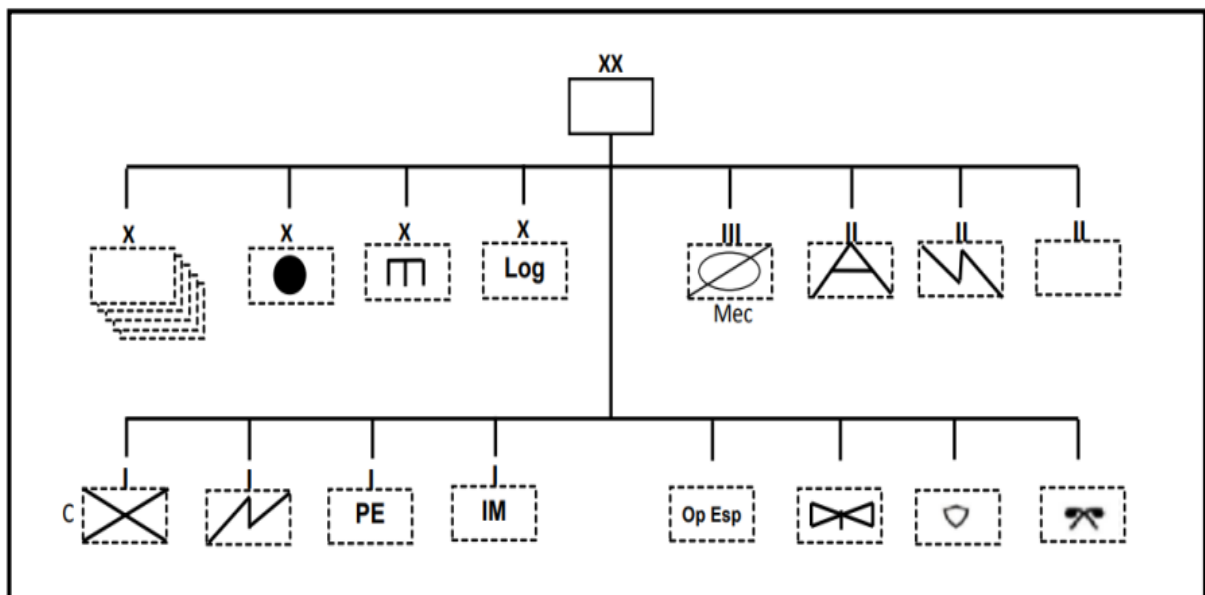 XX
X X X X III II II II
Log
Mec
I I I I
C PE IM Op Esp